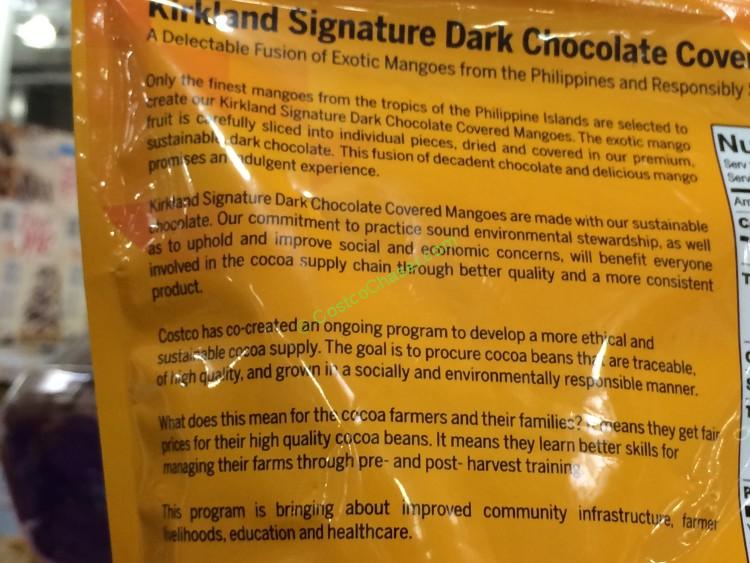 Kirkland Signature Dark Chocolate Cove
A Delectable Fusion of Exotic Mangoes from the Philippines and Responsibly
Only the finest mangoes from the tropics of the Philippine Islands are selected to
create our Kirkland Signature Dark Chocolate Covered Mangoes. The exotic mango
fruit is carefully sliced into individual pieces, dried and covered in our premium,
sustainable dark chocolate. This fusion of decadent chocolate and delicious mango
promises an indulgent experience.
Kirkland Signature Dark Chocolate Covered Mangoes are made with our sustainable
chocolate. Our commitment to practice sound environmental stewardship, as well
as to uphold and improve social and economic concerns, will benefit everyone
involved in the cocoa supply chain through better quality and a more consistent
product.
Costco has co-created an ongoing program to develop a more ethical and
sustainable cocoa supply. The goal is to procure cocoa beans that are traceable,
of high quality, and grown in a socially and environmentally responsible manner.
What does this mean for the cocoa farmers and their families? It means they get fair
prices for their high quality cocoa beans. It means they learn better skills for
managing their farms through pre- and post- harvest training.
This program is bringing about improved community infrastructure, farmer
livelihoods, education and healthcare.
Nu
Serv
Serv
Am
a CostcoChaser.com